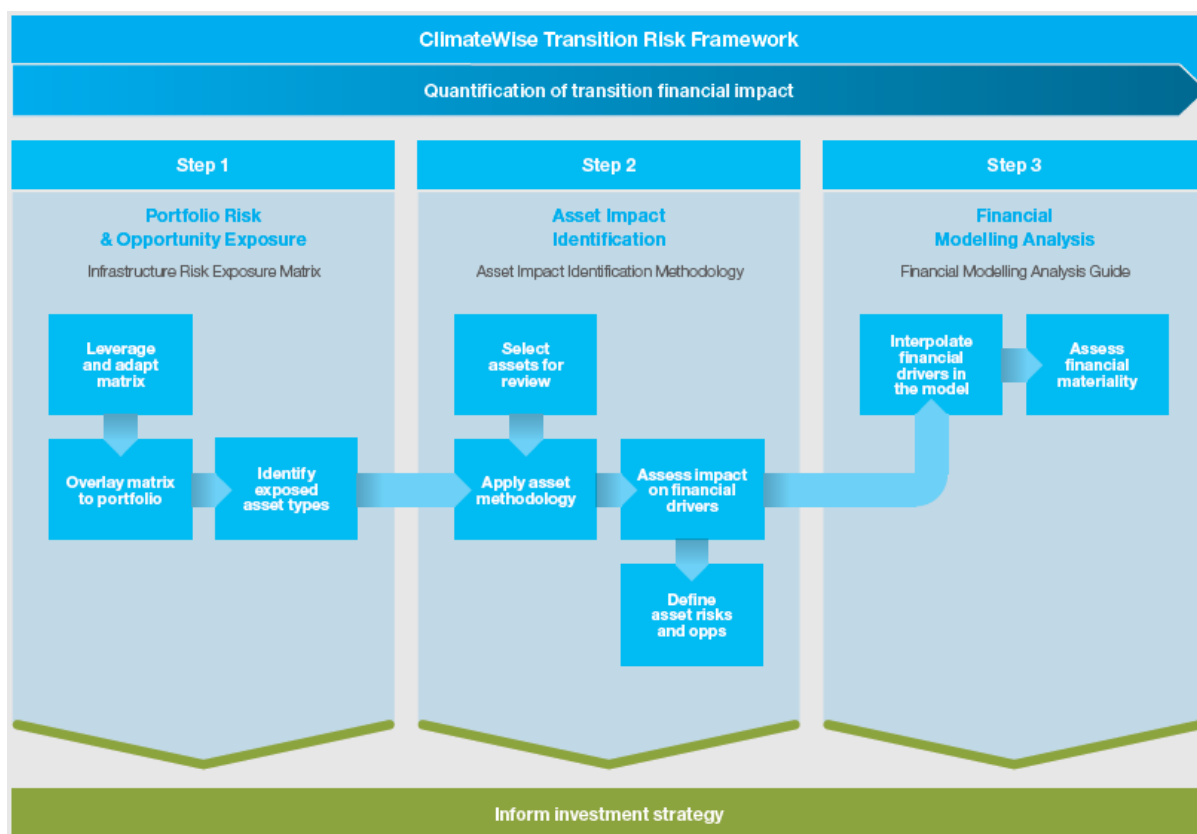 ClimateWise Transition Risk Framework
Quantification of transition financial impact
Step 1
Portfolio Risk
& Opportunity Exposure
Infrastructure Risk Exposure Matrix
Leverage
and adapt
matrix
Overlay matrix
to portfolio
Identify
exposed
asset types
Step 2
Asset Impact
Identification
Asset Impact Identification Methodology
Select
assets for
review
Apply asset
methodology
Assess impact
on financial
drivers
Define
asset risks
and opps
Step 3
Financial
Modelling Analysis
Financial Modelling Analysis Guide
Interpolate
financial
drivers in
the model
Assess
financial
materiality
Inform investment strategy